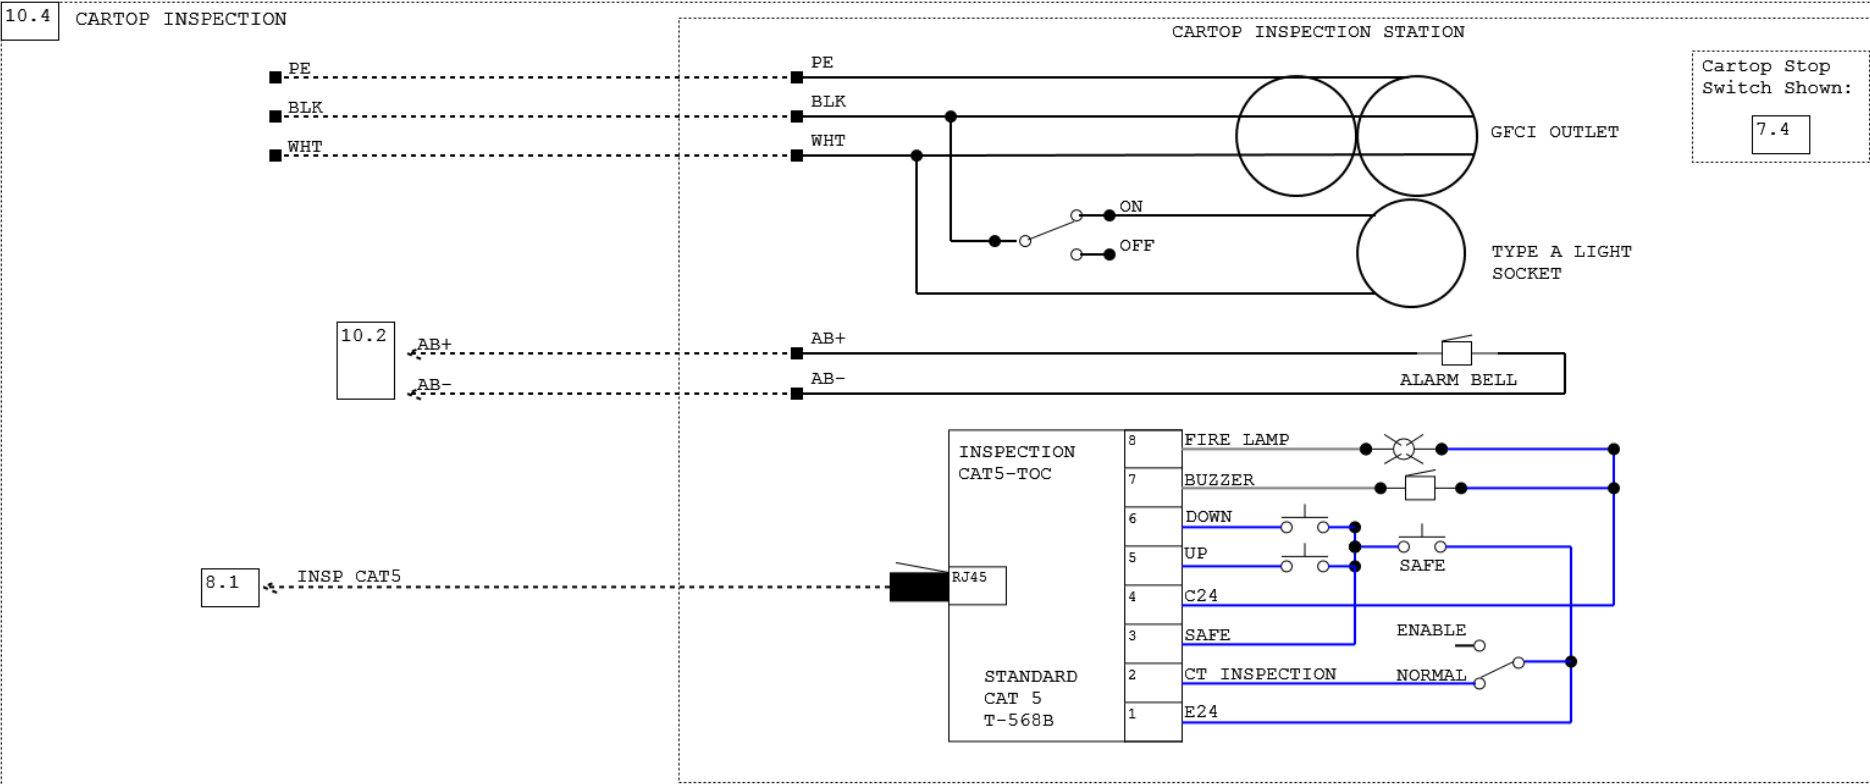 10.4
CARTOP INSPECTION
CARTOP INSPECTION STATION
Cartop Stop
Switch Shown:
7.4
PE
PE
BLK
BLK
WHT
WHT
GFCI OUTLET
ON
OFF
TYPE A LIGHT
SOCKET
10.2
AB+
AB+
AB-
AB-
ALARM BELL
INSPECTION
CAT5-TOC
8
FIRE LAMP
7
BUZZER
6
DOWN
5
UP
SAFE
8.1
INSP CAT5
RJ45
4
C24
3
SAFE
ENABLE
2
CT INSPECTION
NORMAL
STANDARD
CAT 5
T-568B
1
E24